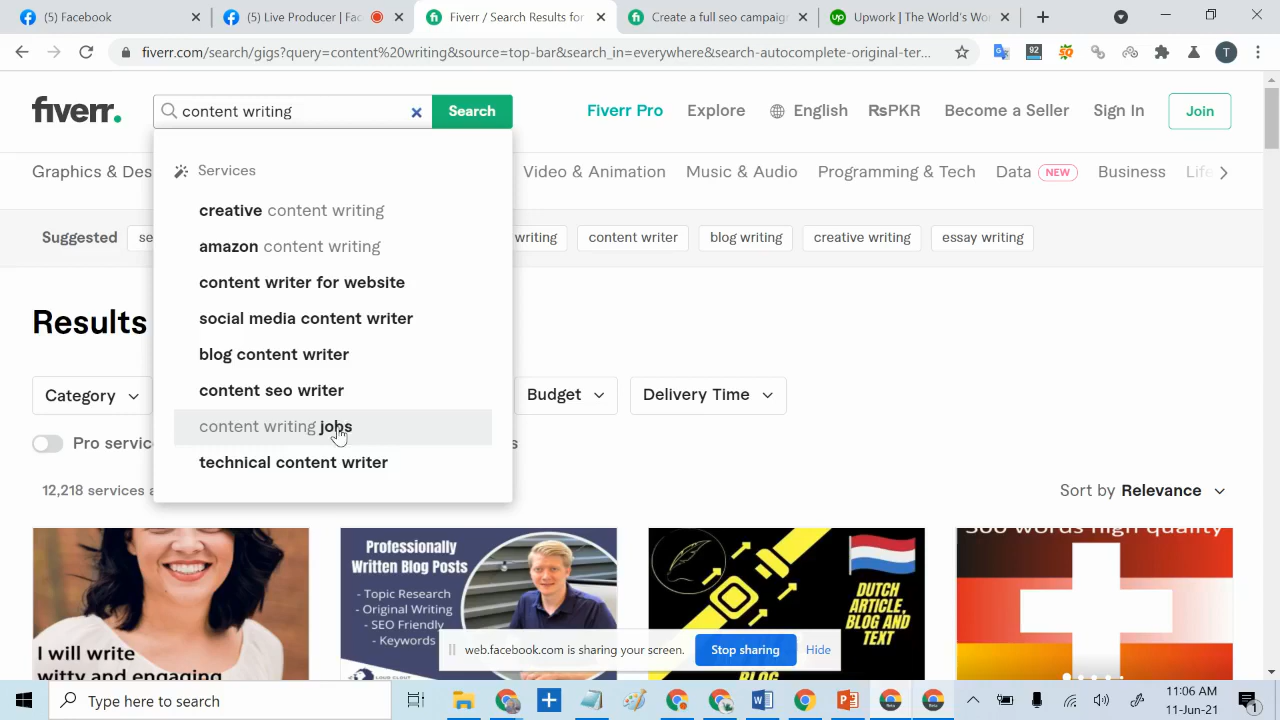 (5) Facebook
(5) Live Producer | Fac
Fiverr / Search Results for
Create a full seo campaign
Upwork | The World's Wo
fiverr.com/search/gigs?query=content%20writing&source=top-bar&search_in=everywhere&search-autocomplete-original-ter...
92
T
fiverr.
content writing
Search
Fiverr Pro
Explore
English
RsPKR
Become a Seller
Sign In
Join
Graphics & Des
Video & Animation
Music & Audio
Programming & Tech
Data NEW
Business
Life
Services
creative content writing
amazon content writing
content writer for website
social media content writer
blog content writer
content seo writer
content writing jobs
technical content writer
Suggested
se
writing
content writer
blog writing
creative writing
essay writing
Results
Category
Budget
Delivery Time
Pro servic
s
12,218 services a
Sort by Relevance
I will write
witty and engaging
Professionally
Written Blog Posts
- Topic Research
- Original Writing
- SEO Friendly
- Keywords
DUTCH
ARTICLE,
BLOG AND
TEXT
500 words high quality
web.facebook.com is sharing your screen.
Stop sharing
Hide
Type here to search
Beta
Beta
11:06 AM
11-Jun-21
1